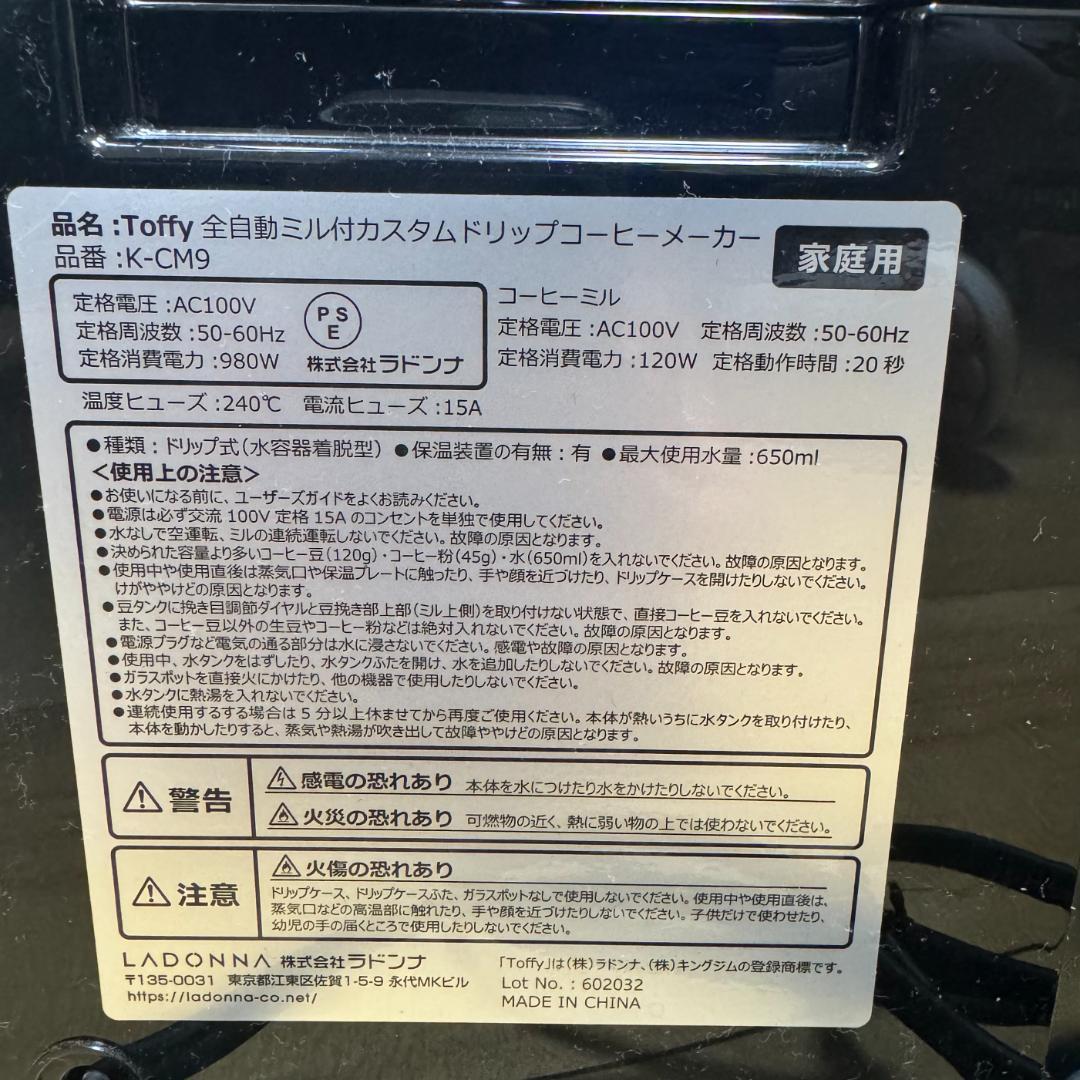 品名:Toffy 全自動ミル付カスタムドリップコーヒーメーカー
品番:K-CM9
家庭用
定格電圧:AC100V
定格周波数:50-60Hz
定格消費電力:980W
PSE
株式会社ラドンナ
コーヒーミル
定格電圧:AC100V 定格周波数:50-60Hz
定格消費電力:120W 定格動作時間:20秒
温度ヒューズ:240℃ 電流ヒューズ:15A
●種類：ドリップ式(水容器着脱型) ●保温装置の有無：有 ●最大使用水量:650ml
<使用上の注意>
●お使いになる前に、ユーザーズガイドをよくお読みください。
●電源は必ず交流100V 定格15Aのコンセントを単独で使用してください。
●水なしで空運転、ミルの連続運転しないでください。故障の原因となります。
●決められた容量より多いコーヒー豆(120g)・コーヒー粉(45g)・水(650ml)を入れないでください。故障の原因となります。
●使用中や使用直後は蒸気口や保温プレートに触ったり、手や顔を近づけたり、ドリップケースを開けたりしないでください。
けがややけどの原因となります。
●豆タンクに挽き目調節ダイヤルと豆挽き部上部(ミル上側)を取り付けない状態で、直接コーヒー豆を入れないでください。
また、コーヒー豆以外の生豆やコーヒー粉などは絶対入れないでください。故障の原因となります。
●電源プラグなど電気の通る部分は水に浸さないでください。感電や故障の原因となります。
●使用中、水タンクをはずしたり、水タンクふたを開け、水を追加したりしないでください。故障の原因となります。
●ガラスポットを直接火にかけたり、他の機器で使用したりしないでください。
●水タンクに熱湯を入れないでください。
●連続使用するする場合は5分以上休ませてから再度ご使用ください。本体が熱いうちに水タンクを取り付けたり、
本体を動かしたりすると、蒸気や熱湯が吹き出して故障ややけどの原因となります。
警告
感電の恐れあり 本体を水につけたり水をかけたりしないでください。
火災の恐れあり 可燃物の近く、熱に弱い物の上では使わないでください。
注意
火傷の恐れあり
ドリップケース、ドリップケースふた、ガラスポットなしで使用しないでください。使用中や使用直後は、
蒸気口などの高温部に触れたり、手や顔を近づけたりしないでください。子供だけで使わせたり、
幼児の手の届くところで使用したりしないでください。
LADONNA 株式会社ラドンナ
〒135-0031 東京都江東区佐賀1-5-9 永代MKビル
https://ladonna-co.net/
「Toffy」は(株)ラドンナ、(株)キングジムの登録商標です。
Lot No.：602032
MADE IN CHINA